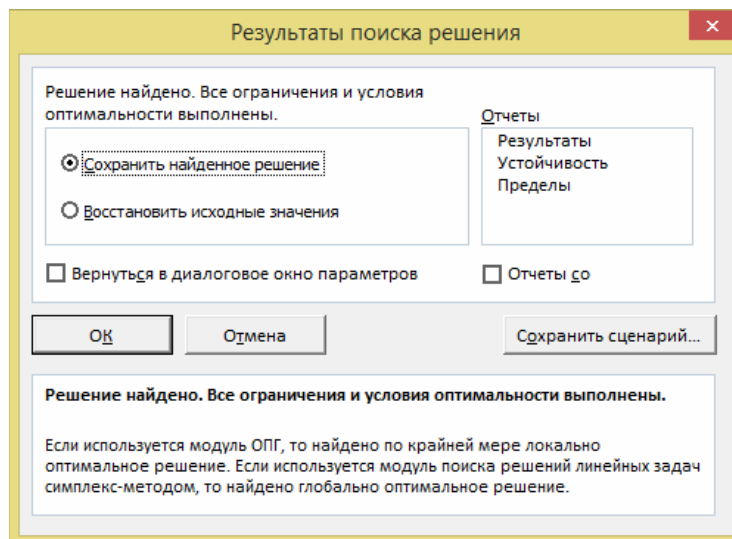 Результаты поиска решения
Решение найдено. Все ограничения и условия
оптимальности выполнены.
Отчеты
Результаты
Устойчивость
Пределы
Сохранить найденное решение
Восстановить исходные значения
Вернуться в диалоговое окно параметров
Отчеты со
ОК
Отмена
Сохранить сценарий...
Решение найдено. Все ограничения и условия оптимальности выполнены.
Если используется модуль ОПГ, то найдено по крайней мере локально
оптимальное решение. Если используется модуль поиска решений линейных задач
симплекс-методом, то найдено глобально оптимальное решение.